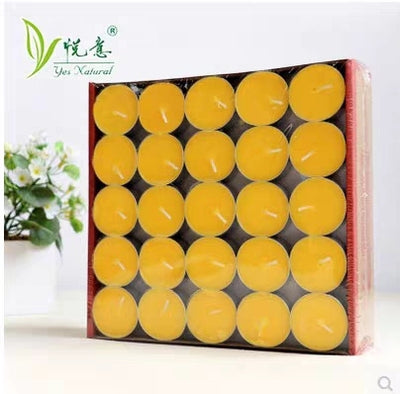 悦意®
Yes Natural